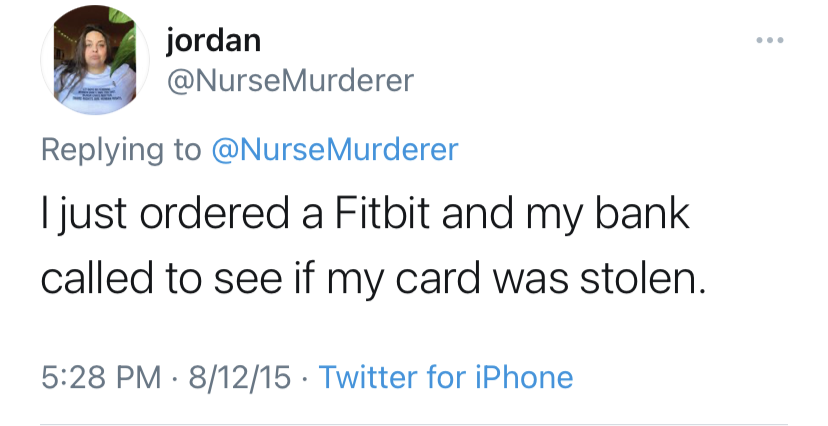 jordan
@NurseMurderer
Replying to @NurseMurderer
I just ordered a Fitbit and my bank
called to see if my card was stolen.
5:28 PM · 8/12/15 · Twitter for iPhone